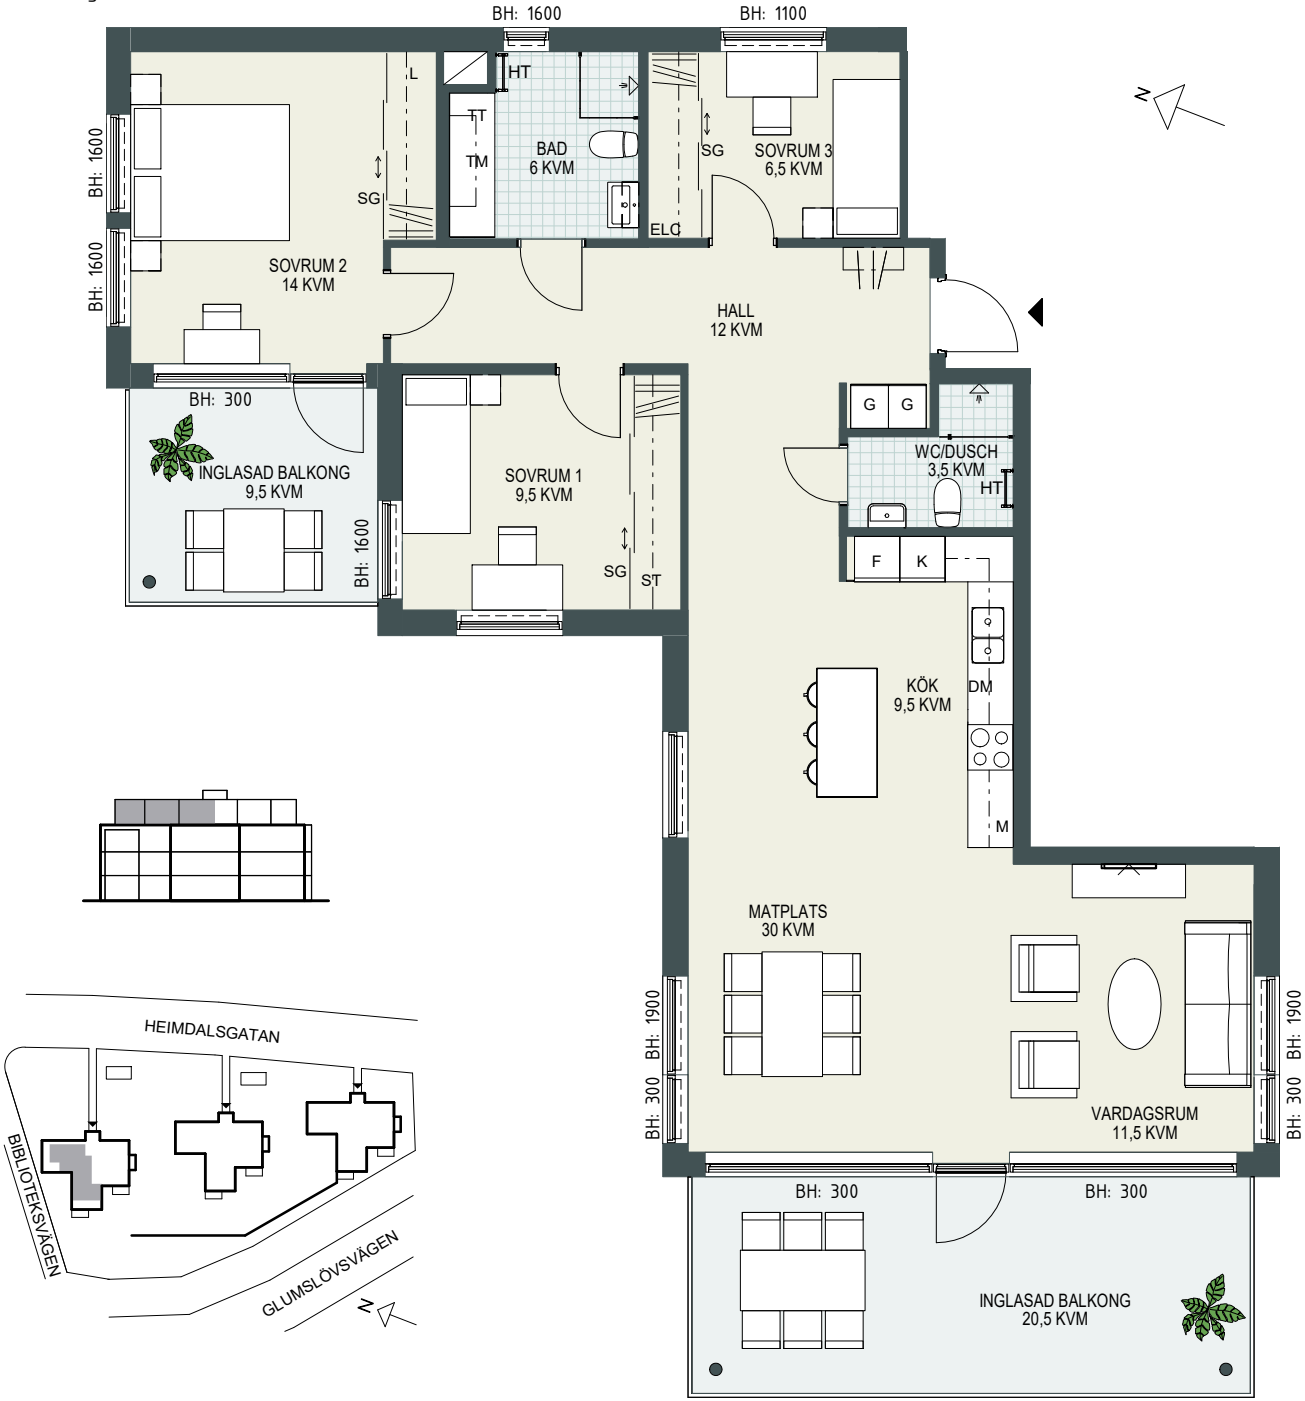 BH: 1600
BH: 1100
L
HT
TT
TM
BAD
6 KVM
SG
SG
SOVRUM 3
6,5 KVM
ELC
N
BH: 1600
BH: 1600
SOVRUM 2
14 KVM
HALL
12 KVM
BH: 300
G
G
INGLASAD BALKONG
9,5 KVM
SOVRUM 1
9,5 KVM
WC/DUSCH
3,5 KVM
HT
BH: 1600
SG
ST
F
K
KÖK
9,5 KVM
DM
M
MATPLATS
30 KVM
BH: 1900
BH: 300
BH: 1900
BH: 300
VARDAGSRUM
11,5 KVM
BH: 300
BH: 300
INGLASAD BALKONG
20,5 KVM
HEIMDALSGATAN
BIBLIOTEKSVÄGEN
GLUMSLÖVSVÄGEN
N